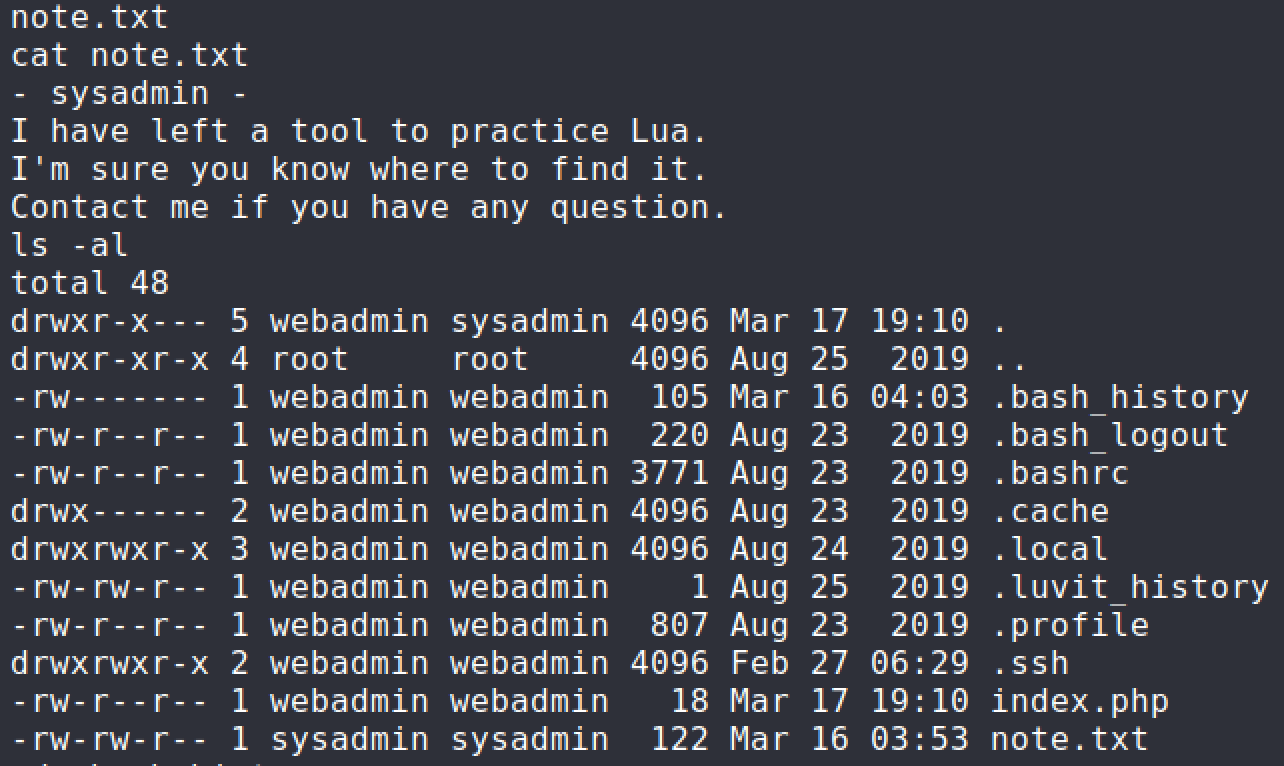 note.txt
cat note.txt
- sysadmin -
I have left a tool to practice Lua.
I'm sure you know where to find it.
Contact me if you have any question.
ls -al
total 48
drwxr-x--- 5 webadmin sysadmin 4096 Mar 17 19:10 .
drwxr-xr-x 4 root     root     4096 Aug 25  2019 ..
-rw------- 1 webadmin webadmin  105 Mar 16 04:03 .bash_history
-rw-r--r-- 1 webadmin webadmin  220 Aug 23  2019 .bash_logout
-rw-r--r-- 1 webadmin webadmin 3771 Aug 23  2019 .bashrc
drwx------ 2 webadmin webadmin 4096 Aug 23  2019 .cache
drwxrwxr-x 3 webadmin webadmin 4096 Aug 24  2019 .local
-rw-rw-r-- 1 webadmin webadmin    1 Aug 25  2019 .luvit_history
-rw-r--r-- 1 webadmin webadmin  807 Aug 23  2019 .profile
drwxrwxr-x 2 webadmin webadmin 4096 Feb 27 06:29 .ssh
-rw-r--r-- 1 webadmin webadmin   18 Mar 17 19:10 index.php
-rw-rw-r-- 1 sysadmin sysadmin  122 Mar 16 03:53 note.txt